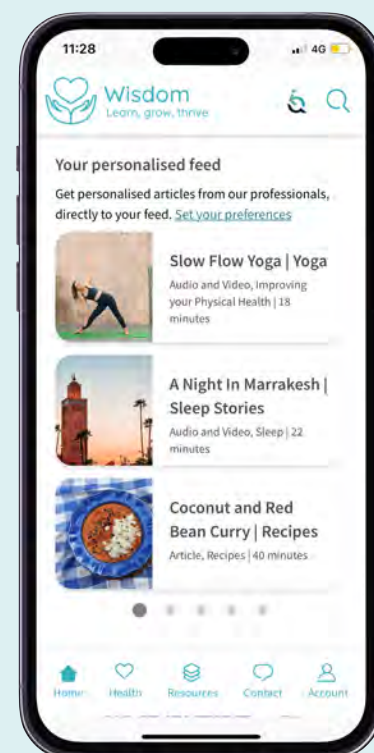 11:28
4G
Wisdom
Learn, grow, thrive
Your personalised feed
Get personalised articles from our professionals,
directly to your feed. Set your preferences
Slow Flow Yoga | Yoga
Audio and Video, Improving
your Physical Health | 18
minutes
A Night In Marrakesh |
Sleep Stories
Audio and Video, Sleep | 22
minutes
Coconut and Red
Bean Curry | Recipes
Article, Recipes | 40 minutes
Home Health Resources Contact Account